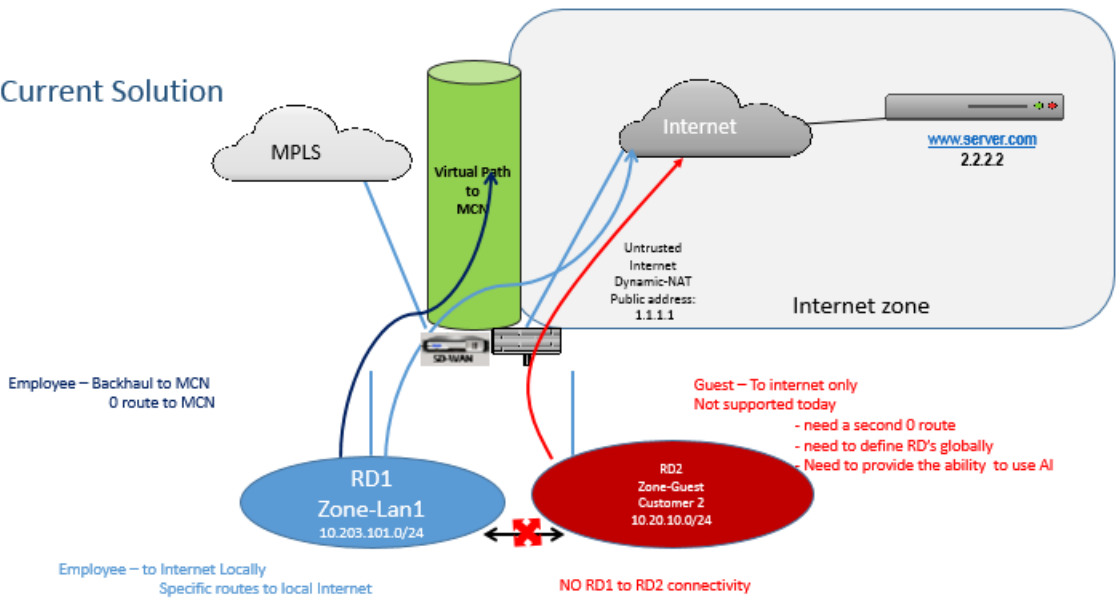 Current Solution
MPLS
Virtual Path
to
MCN
Internet
www.server.com
2.2.2.2
Untrusted
Internet
Dynamic-NAT
Public address:
1.1.1.1
Internet zone
SD-WAN
Employee – Backhaul to MCN
0 route to MCN
Guest – To internet only
Not supported today
- need a second 0 route
- need to define RD's globally
- Need to provide the ability to use AI
RD1
Zone-Lan1
10.203.101.0/24
RD2
Zone-Guest
Customer 2
10.20.10.0/24
Employee – to Internet Locally
Specific routes to local Internet
NO RD1 to RD2 connectivity